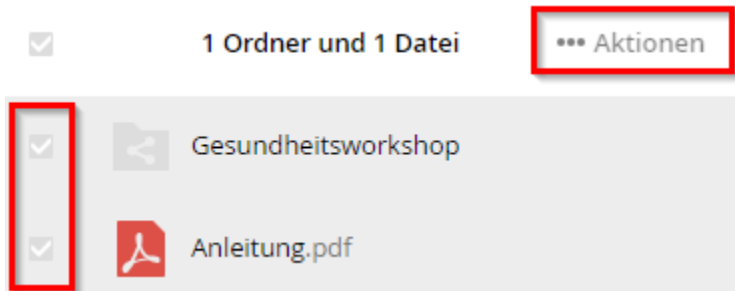 1 Ordner und 1 Datei ••• Aktionen
Gesundheitsworkshop
Anleitung.pdf